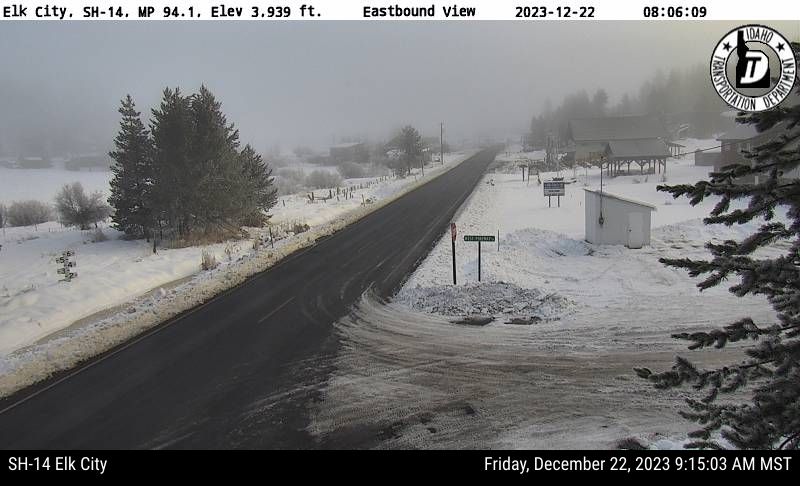 Elk City, SH-14, MP 94.1, Elev 3,939 ft. Eastbound View 2023-12-22 08:06:09
IDAHO
TRANSPORTATION DEPARTMENT
SH-14 Elk City Friday, December 22, 2023 9:15:03 AM MST